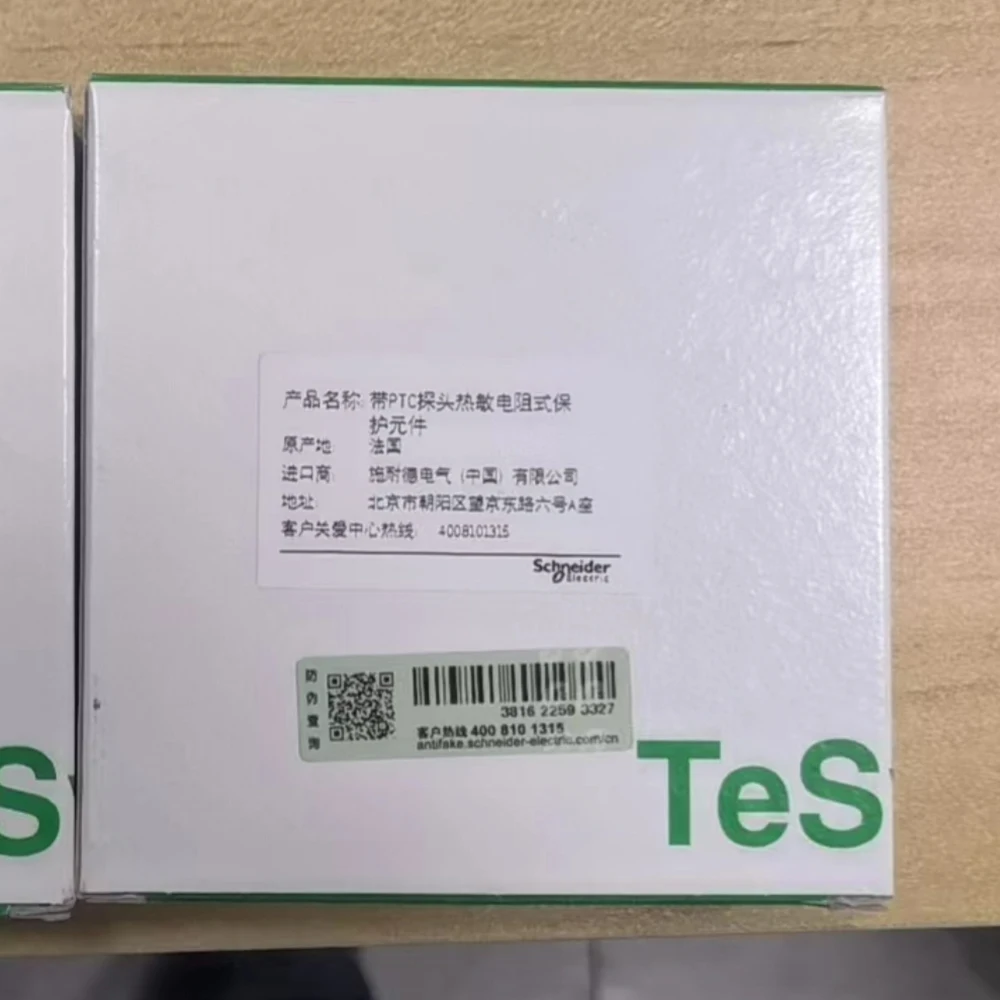 产品名称: 带PTC探头热敏电阻式保
护元件
原产地: 法国
进口商: 施耐德电气（中国）有限公司
地址: 北京市朝阳区望京东路六号A座
客户关爱中心热线: 4008101315
Schneider
Electric
防伪查询
3816 2259 3327
客户热线 400 810 1315
antifake.schneider-electric.com/cn
S
TeS